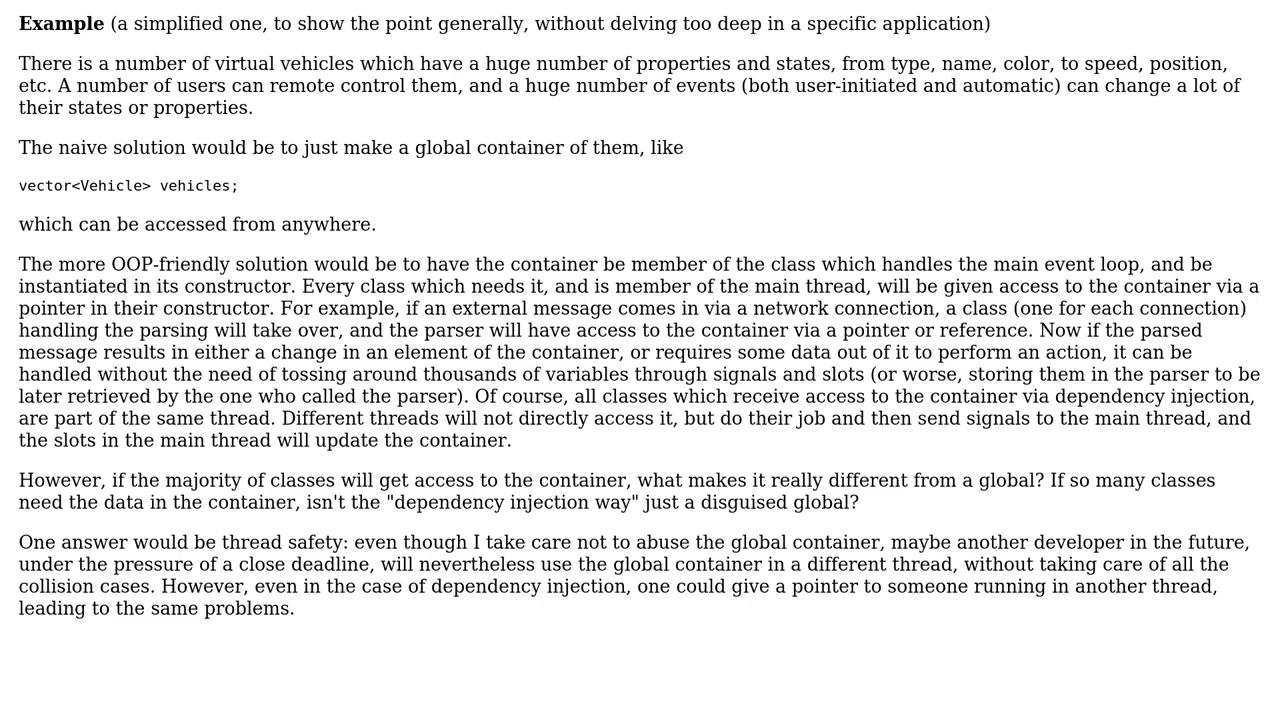 Example (a simplified one, to show the point generally, without delving too deep in a specific application)
There is a number of virtual vehicles which have a huge number of properties and states, from type, name, color, to speed, position,
etc. A number of users can remote control them, and a huge number of events (both user-initiated and automatic) can change a lot of
their states or properties.
The naive solution would be to just make a global container of them, like
vector<Vehicle> vehicles;
which can be accessed from anywhere.
The more OOP-friendly solution would be to have the container be member of the class which handles the main event loop, and be
instantiated in its constructor. Every class which needs it, and is member of the main thread, will be given access to the container via a
pointer in their constructor. For example, if an external message comes in via a network connection, a class (one for each connection)
handling the parsing will take over, and the parser will have access to the container via a pointer or reference. Now if the parsed
message results in either a change in an element of the container, or requires some data out of it to perform an action, it can be
handled without the need of tossing around thousands of variables through signals and slots (or worse, storing them in the parser to be
later retrieved by the one who called the parser). Of course, all classes which receive access to the container via dependency injection,
are part of the same thread. Different threads will not directly access it, but do their job and then send signals to the main thread, and
the slots in the main thread will update the container.
However, if the majority of classes will get access to the container, what makes it really different from a global? If so many classes
need the data in the container, isn't the "dependency injection way" just a disguised global?
One answer would be thread safety: even though I take care not to abuse the global container, maybe another developer in the future,
under the pressure of a close deadline, will nevertheless use the global container in a different thread, without taking care of all the
collision cases. However, even in the case of dependency injection, one could give a pointer to someone running in another thread,
leading to the same problems.